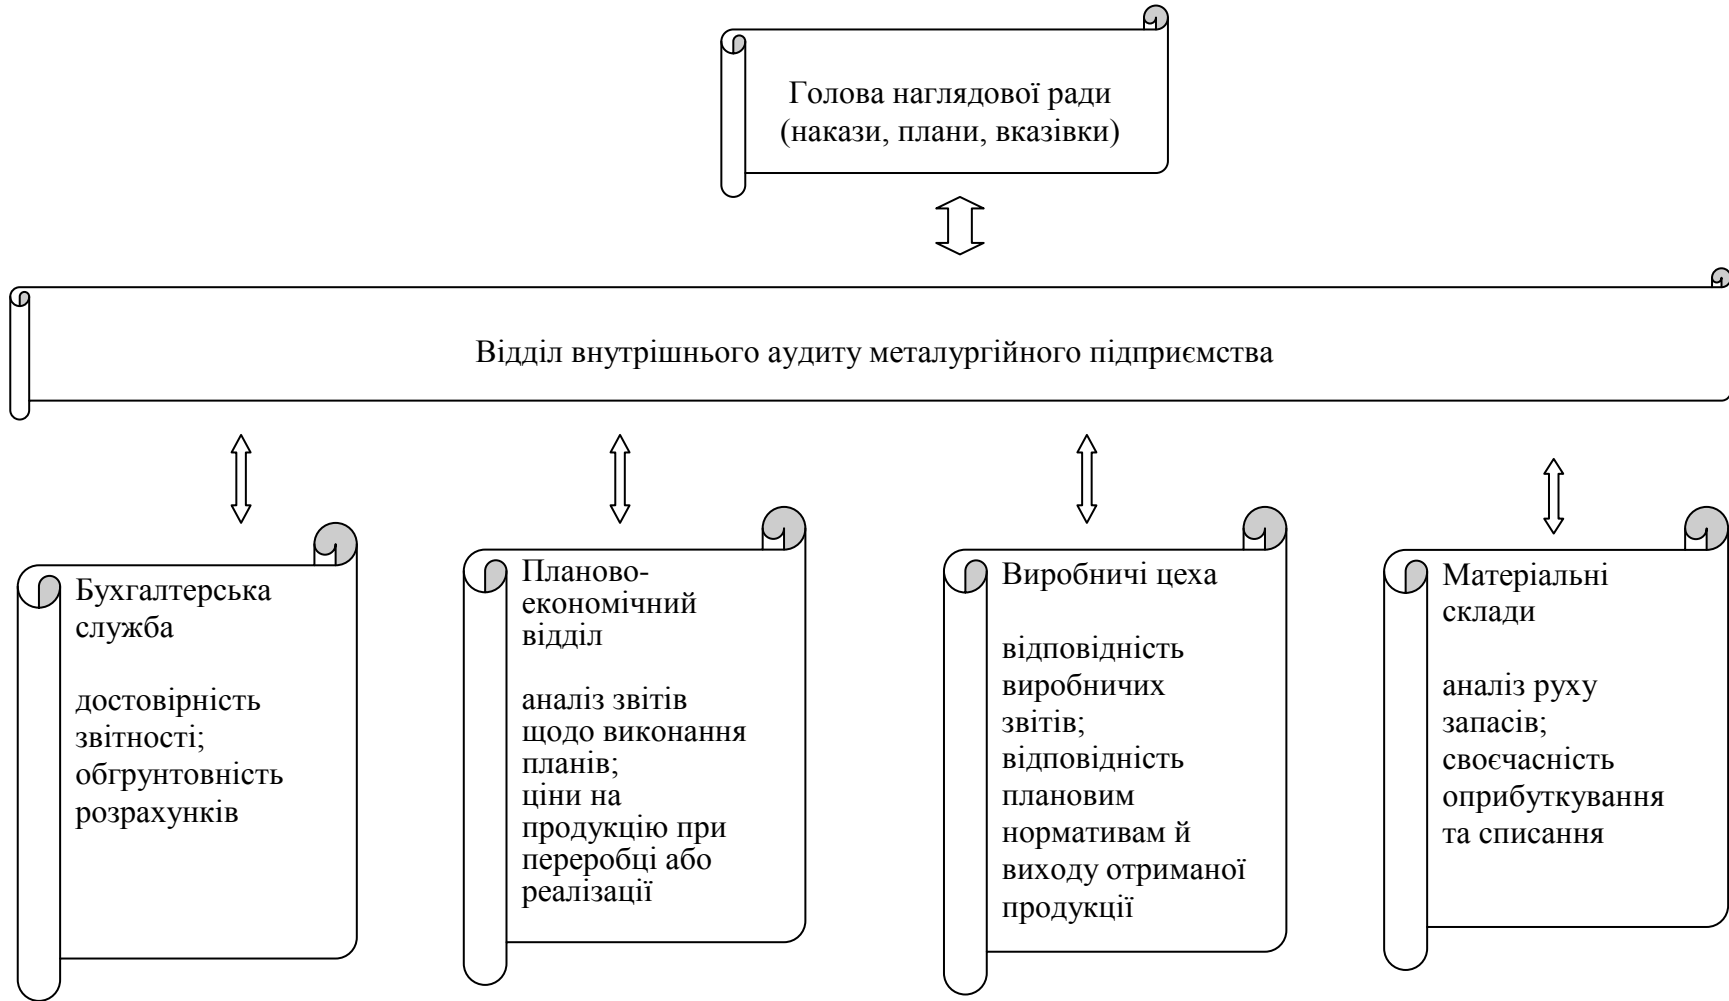 Голова наглядової ради
(накази, плани, вказівки)
Відділ внутрішнього аудиту металургійного підприємства
Бухгалтерська
служба
достовірність
звітності;
обгрунтовність
розрахунків
Планово-
економічний
відділ
аналіз звітів
щодо виконання
планів;
ціни на
продукцію при
переробці або
реалізації
Виробничі цеха
відповідність
виробничих
звітів;
відповідність
плановим
нормативам й
виходу отриманої
продукції
Матеріальні
склади
аналіз руху
запасів;
своєчасність
оприбуткування
та списання